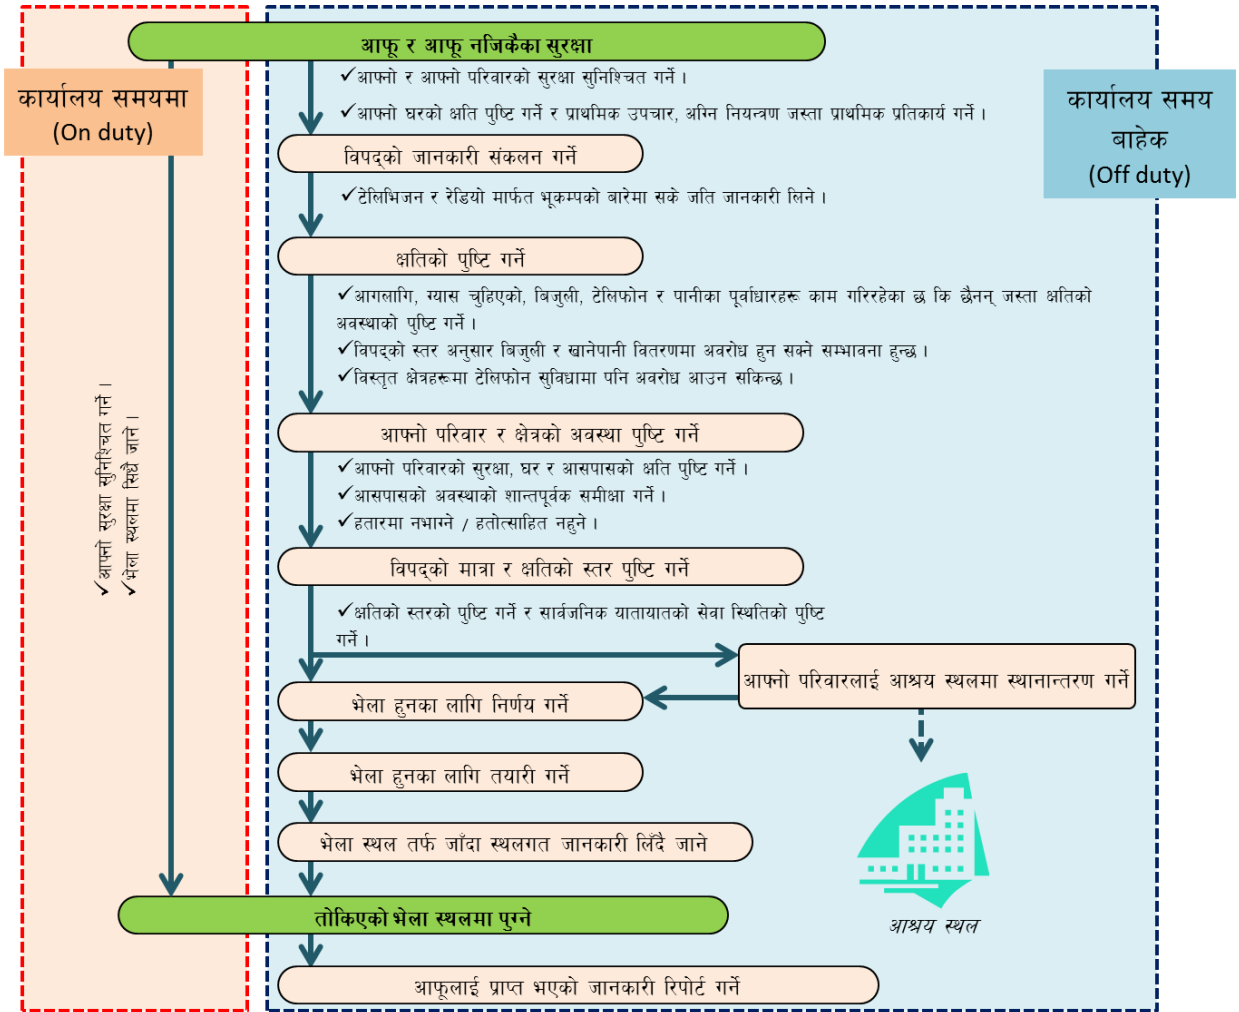 आफू र आफू नजिकैका सुरक्षा
कार्यालय समयमा
(On duty)
✓आफ्नो र आफ्नो परिवारको सुरक्षा सुनिश्चित गर्ने ।
✓आफ्नो घरको क्षति पुष्टि गर्ने र प्राथमिक उपचार, अग्नि नियन्त्रण जस्ता प्राथमिक प्रतिकार्य गर्ने ।
कार्यालय समय
बाहेक
(Off duty)
विपद्को जानकारी संकलन गर्ने
✓टेलिभिजन र रेडियो मार्फत भूकम्पको बारेमा सके जति जानकारी लिने ।
क्षतिको पुष्टि गर्ने
✓आगलागि, ग्यास चुहिएको, बिजुली, टेलिफोन र पानीका पूर्वाधारहरू काम गरिरहेका छ कि छैनन् जस्ता क्षतिको
अवस्थाको पुष्टि गर्ने ।
✓विपद्को स्तर अनुसार बिजुली र खानेपानी वितरणमा अवरोध हुन सक्ने सम्भावना हुन्छ ।
✓विस्तृत क्षेत्रहरूमा टेलिफोन सुविधामा पनि अवरोध आउन सकिन्छ ।
आफ्नो परिवार र क्षेत्रको अवस्था पुष्टि गर्ने
✓आफ्नो परिवारको सुरक्षा, घर र आसपासको क्षति पुष्टि गर्ने ।
✓आसपासको अवस्थाको शान्तपूर्वक समीक्षा गर्ने ।
✓हतारमा नभाग्ने / हतोत्साहित नहुने ।
✓आफ्नो सुरक्षा सुनिश्चित गर्ने ।
✓भेला स्थलमा सिधै जाने ।
विपद्को मात्रा र क्षतिको स्तर पुष्टि गर्ने
✓क्षतिको स्तरको पुष्टि गर्ने र सार्वजनिक यातायातको सेवा स्थितिको पुष्टि
गर्ने ।
आफ्नो परिवारलाई आश्रय स्थलमा स्थानान्तरण गर्ने
भेला हुनका लागि निर्णय गर्ने
भेला हुनका लागि तयारी गर्ने
भेला स्थल तर्फ जाँदा स्थलगत जानकारी लिँदै जाने
तोकिएको भेला स्थलमा पुग्ने
आश्रय स्थल
आफूलाई प्राप्त भएको जानकारी रिपोर्ट गर्ने